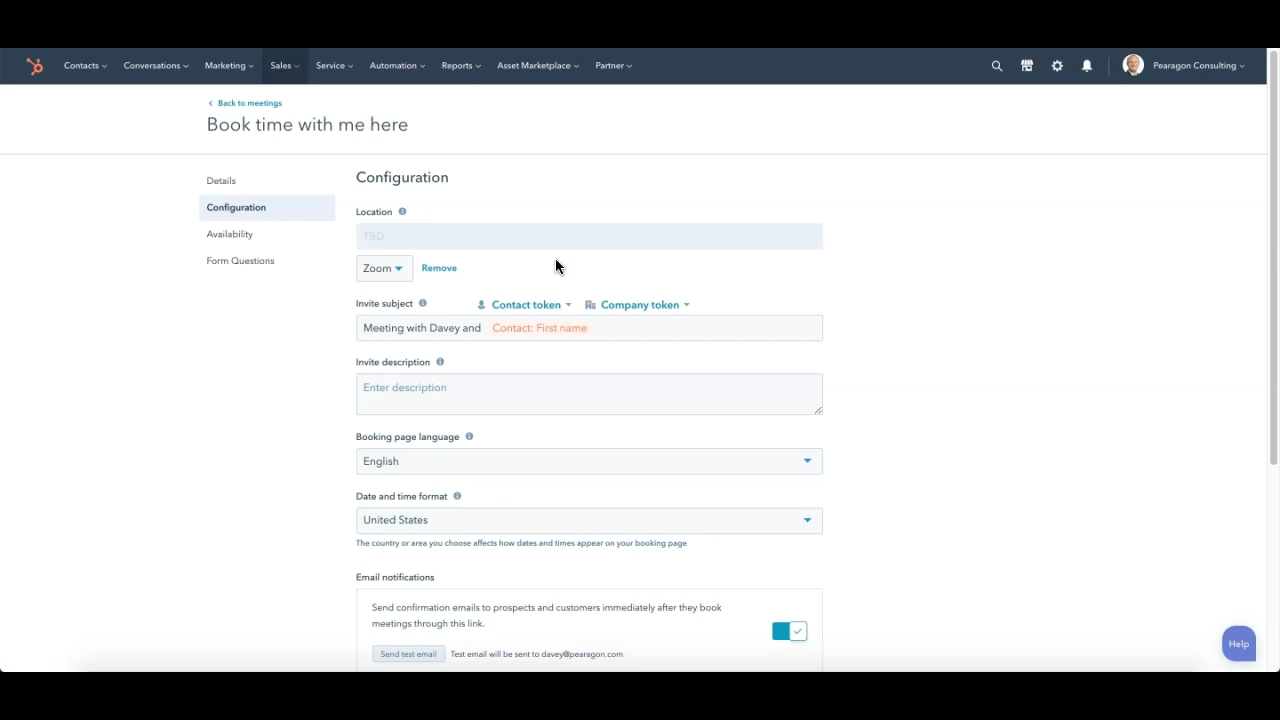 Contacts Conversations Marketing Sales Service Automation Reports Asset Marketplace Partner Pearagon Consulting
Back to meetings
Book time with me here
Details
Configuration
Availability
Form Questions
Configuration
Location
TBD
Zoom Remove
Invite subject Contact token Company token
Meeting with Davey and Contact: First name
Invite description
Enter description
Booking page language
English
Date and time format
United States
The country or area you choose affects how dates and times appear on your booking page
Email notifications
Send confirmation emails to prospects and customers immediately after they book
meetings through this link.
Send test email Test email will be sent to davey@pearagon.com
Help